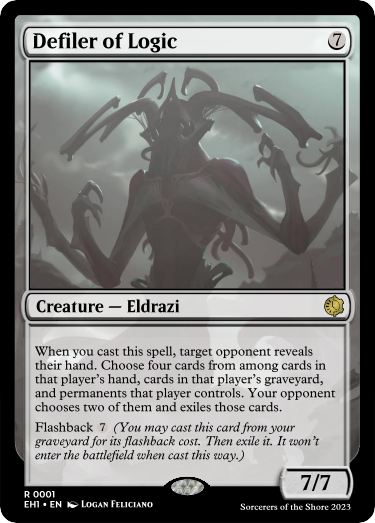 Defiler of Logic 7
Creature — Eldrazi
When you cast this spell, target opponent reveals
their hand. Choose four cards from among cards in
that player's hand, cards in that player's graveyard,
and permanents that player controls. Your opponent
chooses two of them and exiles those cards.
Flashback 7 (You may cast this card from your
graveyard for its flashback cost. Then exile it. It won't
enter the battlefield when cast this way.)
7/7
R 0001
EH1 • EN Logan Feliciano
Sorcerers of the Shore 2023